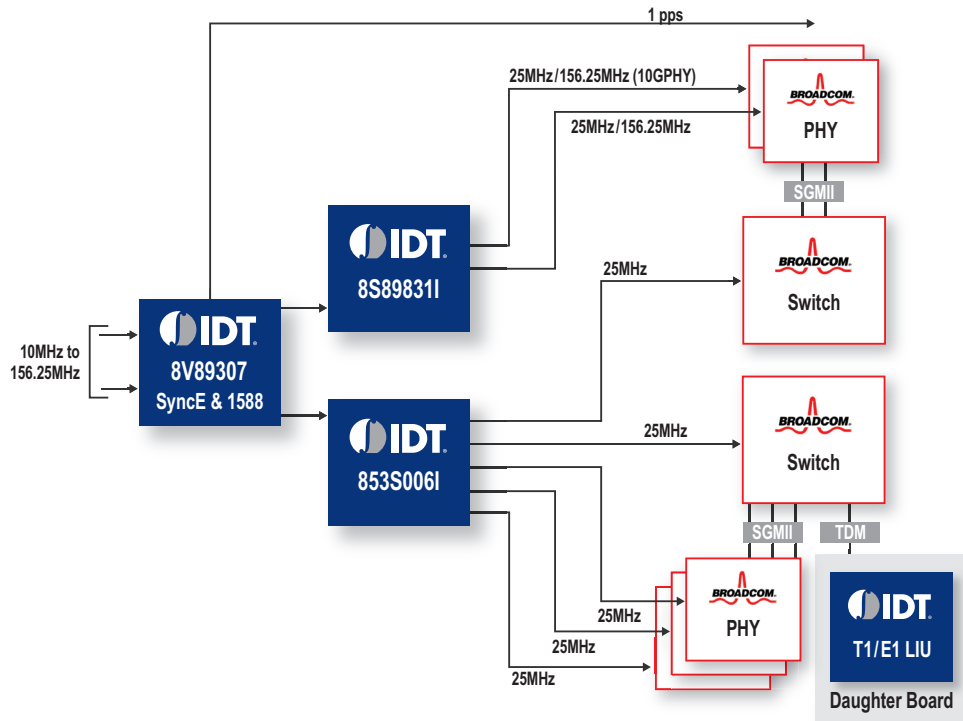 1 pps
25MHz/156.25MHz (10GPHY)
25MHz/156.25MHz
BROADCOM.
PHY
SGMII
IDT.
8S89831I
25MHz
BROADCOM.
Switch
10MHz to
156.25MHz
IDT.
8V89307
SyncE & 1588
IDT.
853S006I
25MHz
BROADCOM.
Switch
SGMII
TDM
25MHz
25MHz
25MHz
BROADCOM.
PHY
IDT.
T1/E1 LIU
Daughter Board